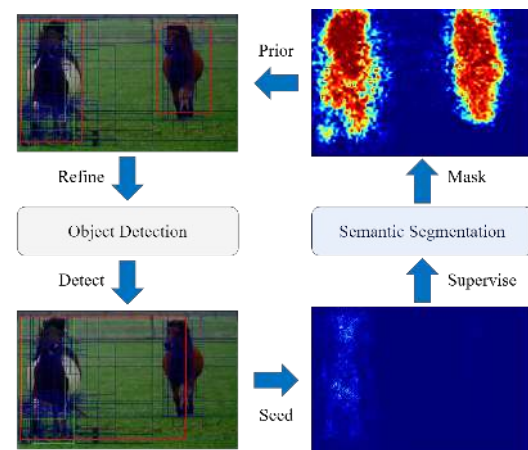 Prior
Refine
Mask
Object Detection
Semantic Segmentation
Detect
Supervise
Seed